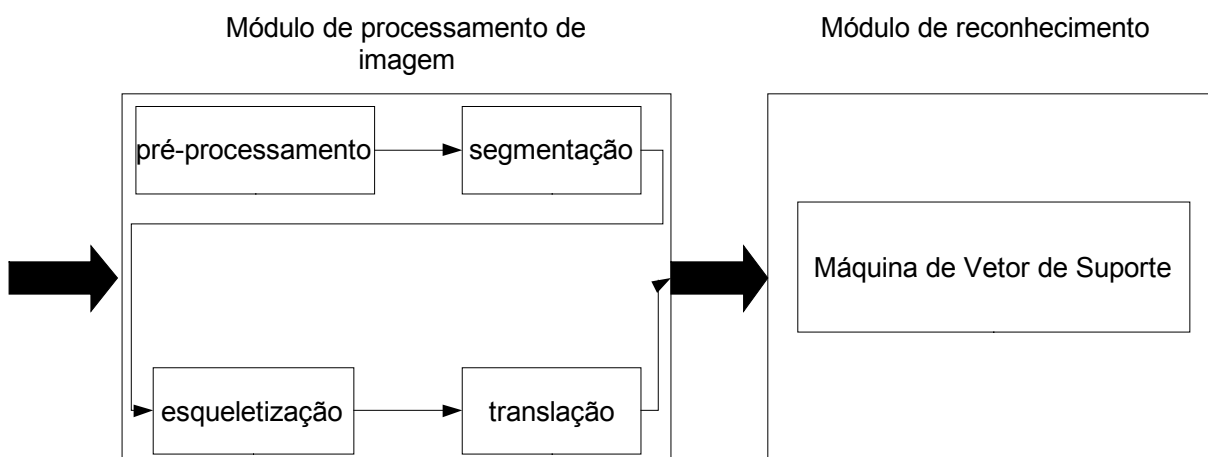 Módulo de processamento de
imagem
Módulo de reconhecimento
pré-processamento
segmentação
Máquina de Vetor de Suporte
esqueletização
translação